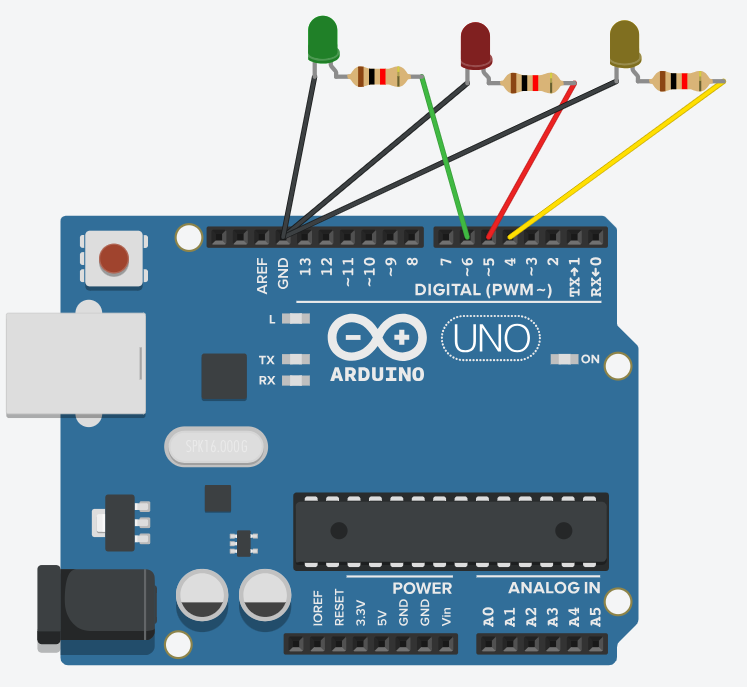 AREF
GND
13
12
~11
~10
~9
8
7
~6
~5
4
~3
2
TX→1
RX←0
DIGITAL (PWM~)
L
TX
RX
ARDUINO
UNO
ON
SPK16.000G
POWER
ANALOG IN
IOREF
RESET
3.3V
5V
GND
GND
Vin
A0
A1
A2
A3
A4
A5